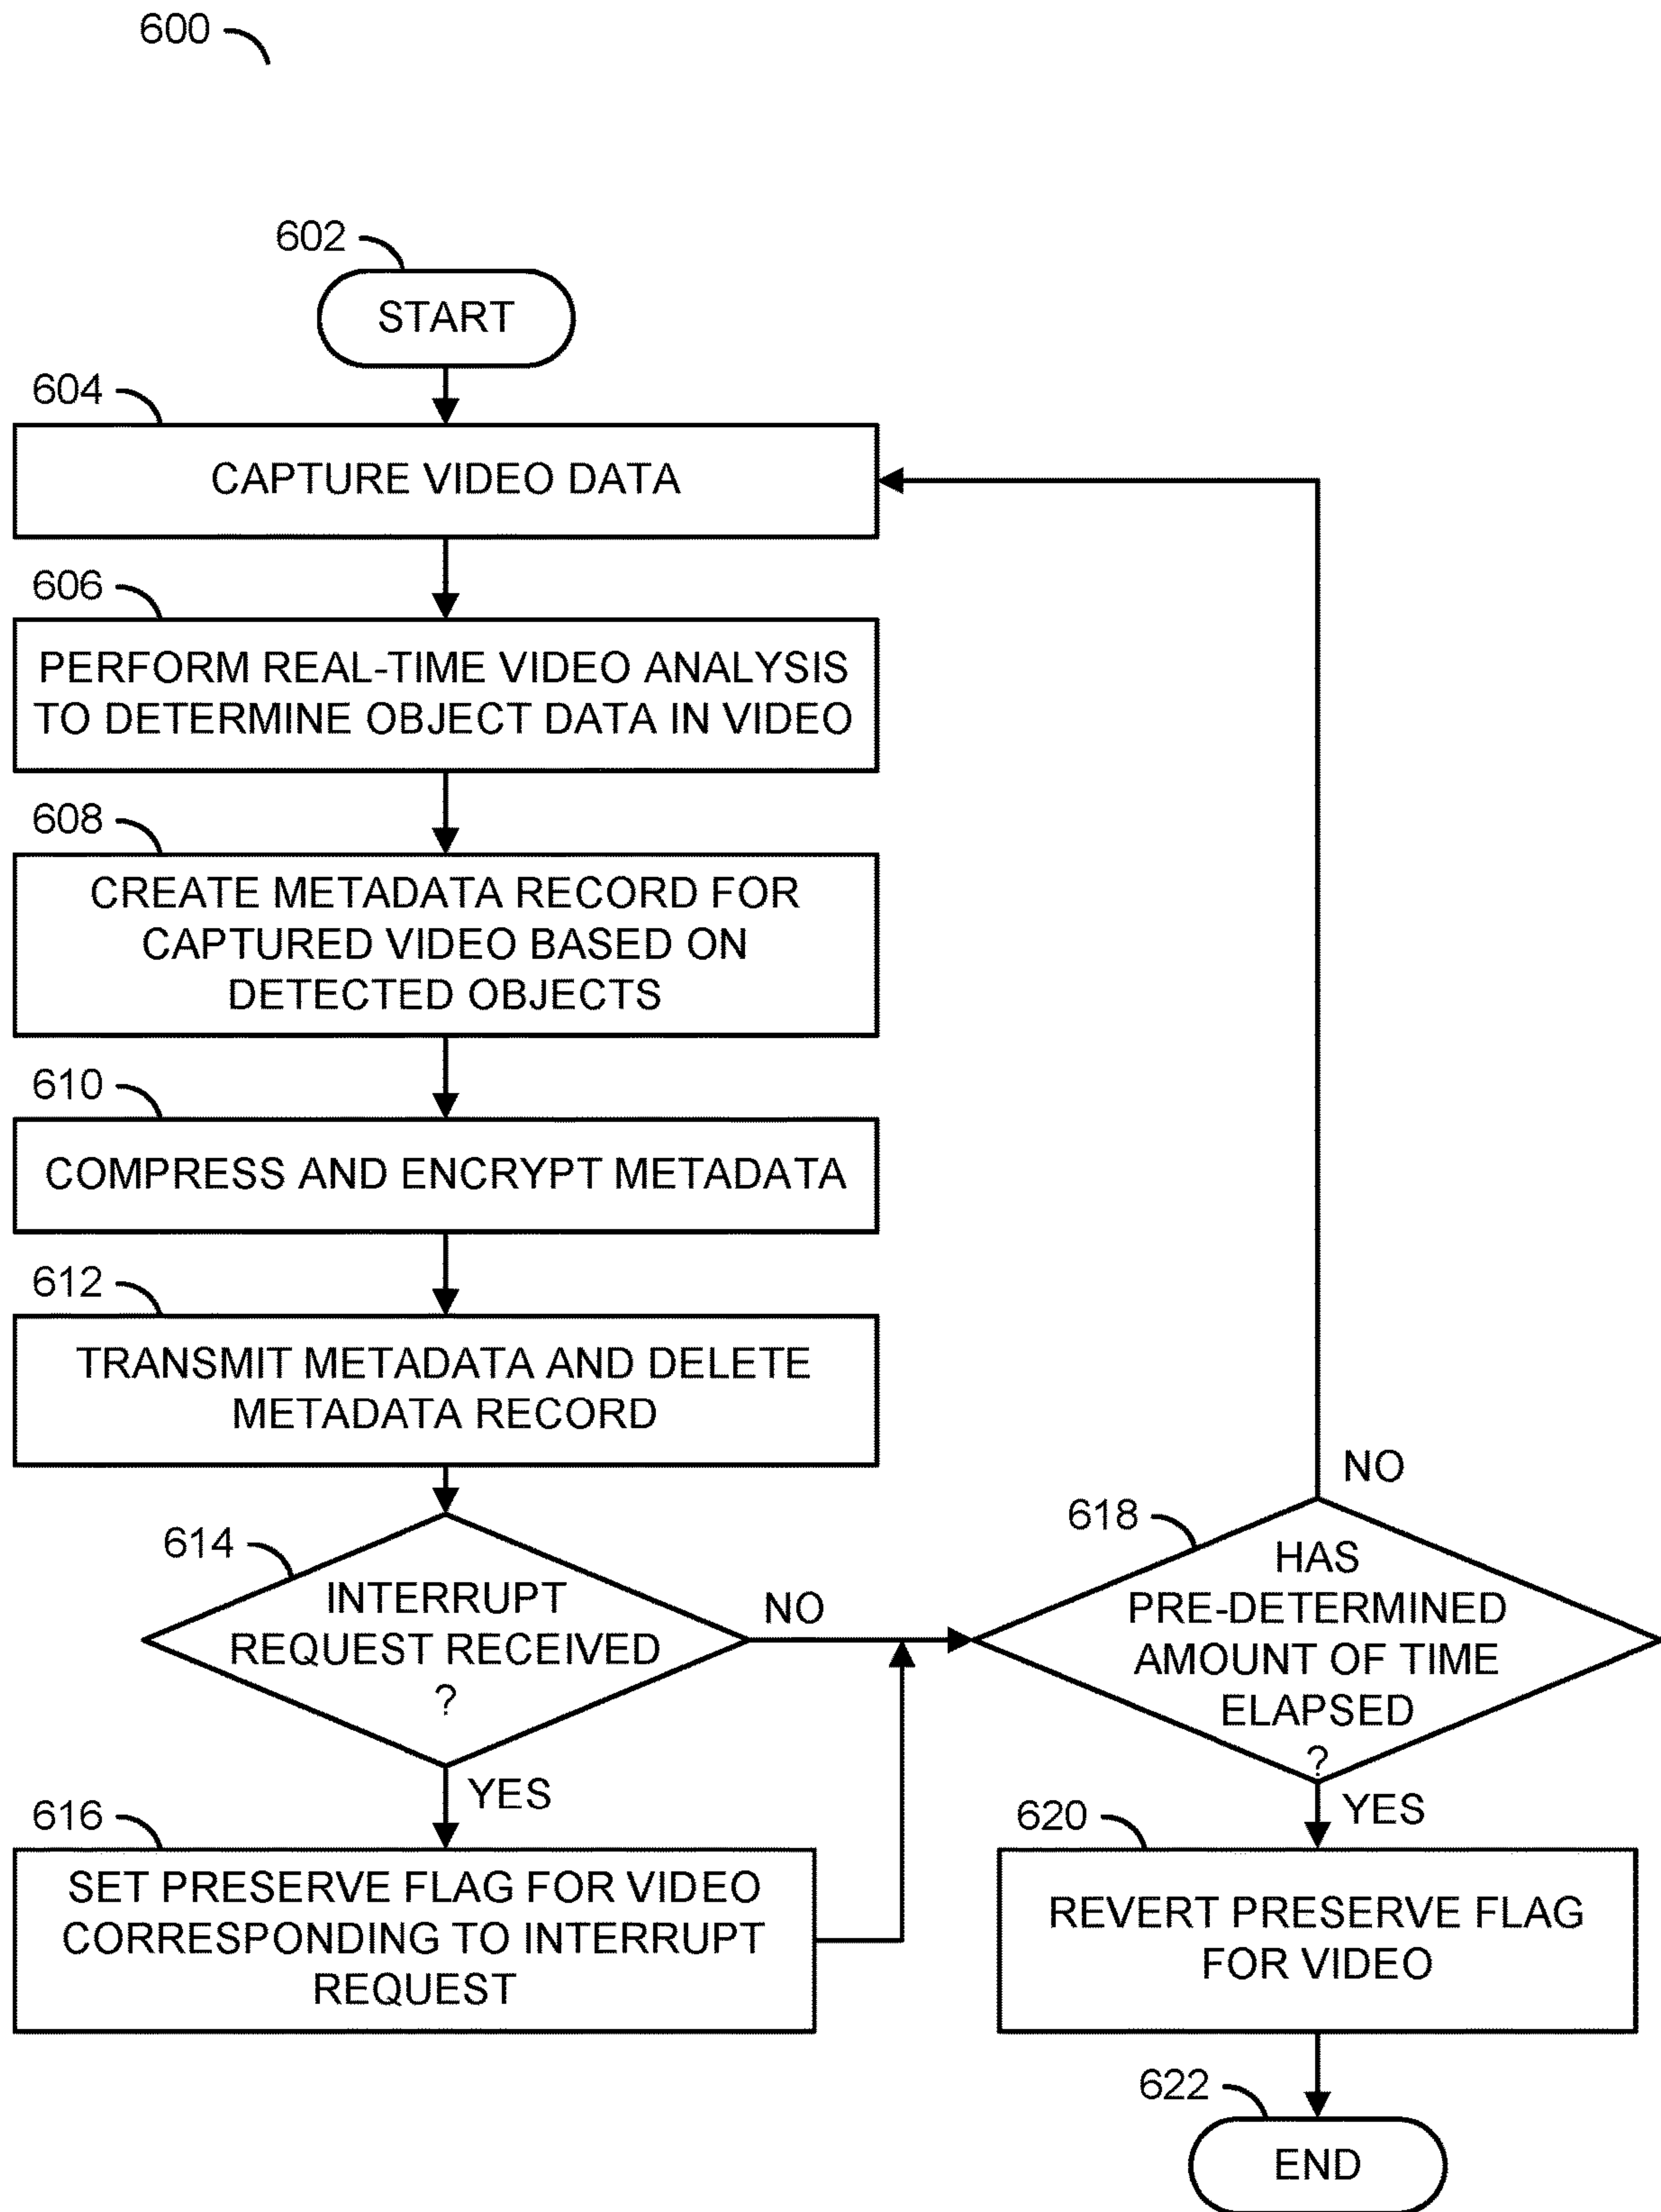 600
602
START
604
CAPTURE VIDEO DATA
606
PERFORM REAL-TIME VIDEO ANALYSIS
TO DETERMINE OBJECT DATA IN VIDEO
608
CREATE METADATA RECORD FOR
CAPTURED VIDEO BASED ON
DETECTED OBJECTS
610
COMPRESS AND ENCRYPT METADATA
612
TRANSMIT METADATA AND DELETE
METADATA RECORD
614
INTERRUPT
REQUEST RECEIVED
?
NO
YES
616
SET PRESERVE FLAG FOR VIDEO
CORRESPONDING TO INTERRUPT
REQUEST
618
HAS
PRE-DETERMINED
AMOUNT OF TIME
ELAPSED
?
NO
YES
620
REVERT PRESERVE FLAG
FOR VIDEO
622
END